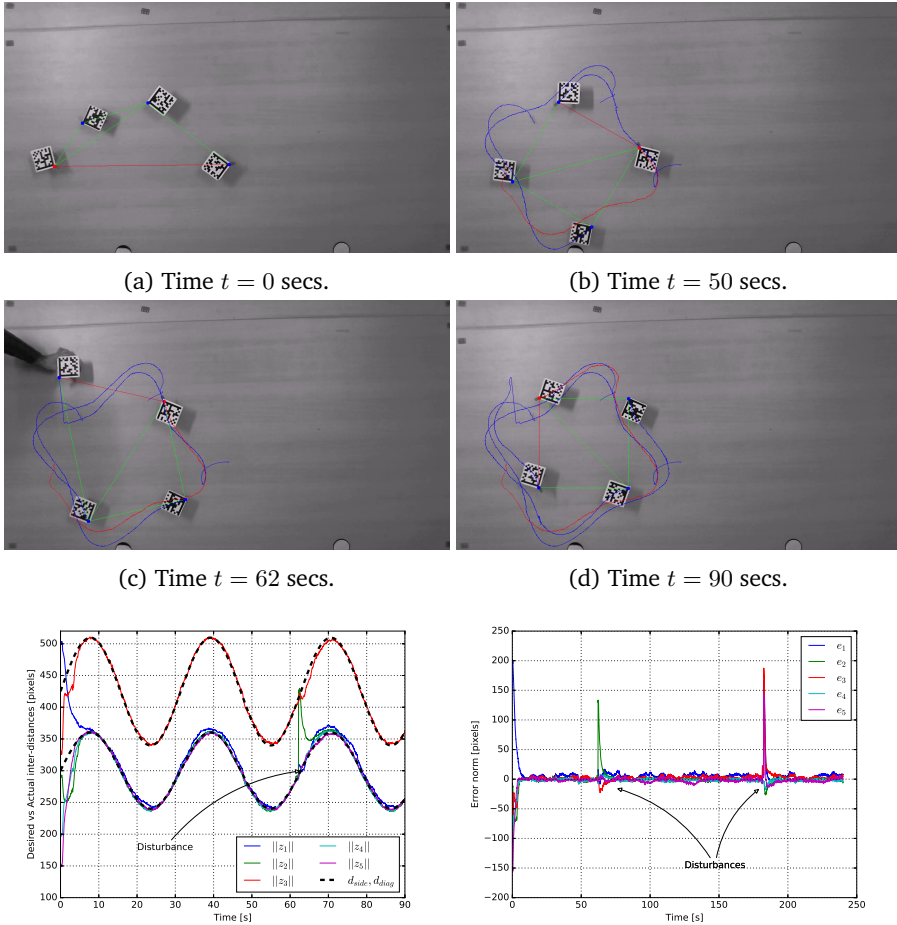 (a) Time t = 0 secs.
(b) Time t = 50 secs.
(c) Time t = 62 secs.
(d) Time t = 90 secs.
Desired vs Actual inter-distances [pixels]
500
450
400
350
300
250
200
150
100
0 10 20 30 40 50 60 70 80 90
Time [s]
Disturbance
||z₁||
||z₂||
||z₃||
||z₄||
||z₅||
d_side, d_diag
Error norm [pixels]
250
200
150
100
50
0
−50
−100
−150
−200
0 50 100 150 200 250
Time [s]
Disturbances
e₁
e₂
e₃
e₄
e₅